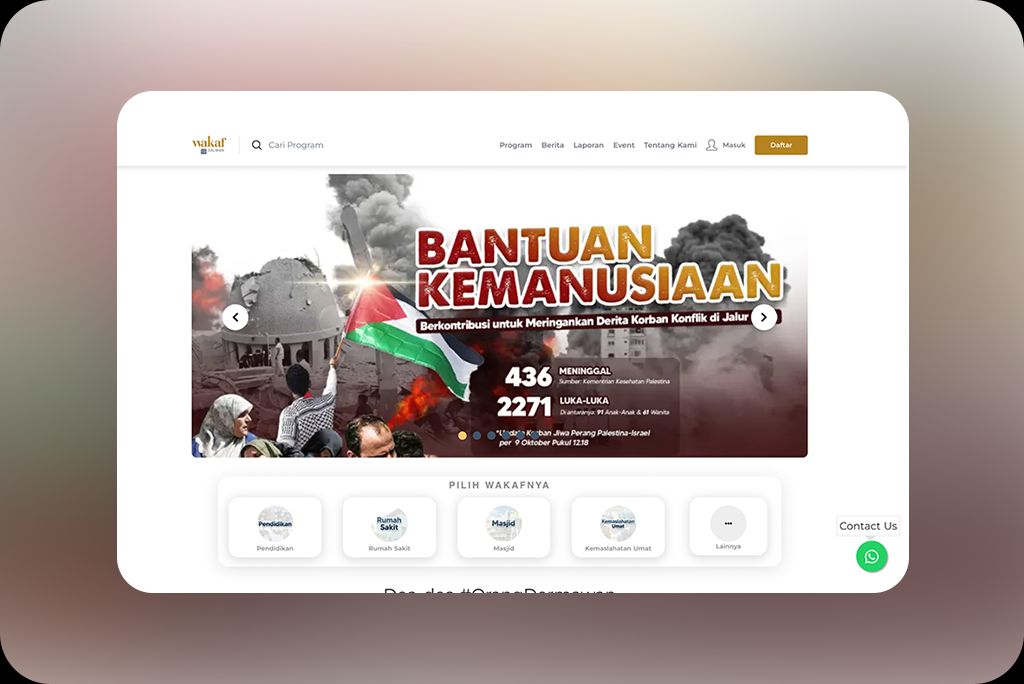 wakaf
SALMAN
Cari Program
Program Berita Laporan Event Tentang Kami Masuk Daftar
BANTUAN
KEMANUSIAAN
Berkontribusi untuk Meringankan Derita Korban Konflik di Jalur
436 MENINGGAL
Sumber: Kementrian Kesehatan Palestina
2271 LUKA-LUKA
Di antaranya: 91 Anak-Anak & 61 Wanita
*Update Korban Jiwa Perang Palestina-Israel
per 9 Oktober Pukul 12.18
PILIH WAKAFNYA
Pendidikan
Pendidikan
Rumah
Sakit
Rumah Sakit
Masjid
Masjid
Kemaslahatan
Umat
Kemaslahatan Umat
...
Lainnya
Contact Us
Doa-doa #OrangDermawan